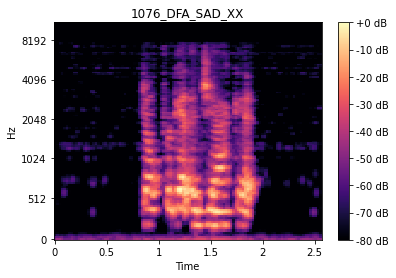 1076_DFA_SAD_XX
+0 dB
8192
-10 dB
4096
-20 dB
-30 dB
2048
Hz
-40 dB
1024
-50 dB
512
-60 dB
-70 dB
0
-80 dB
0 0.5 1 1.5 2 2.5
Time